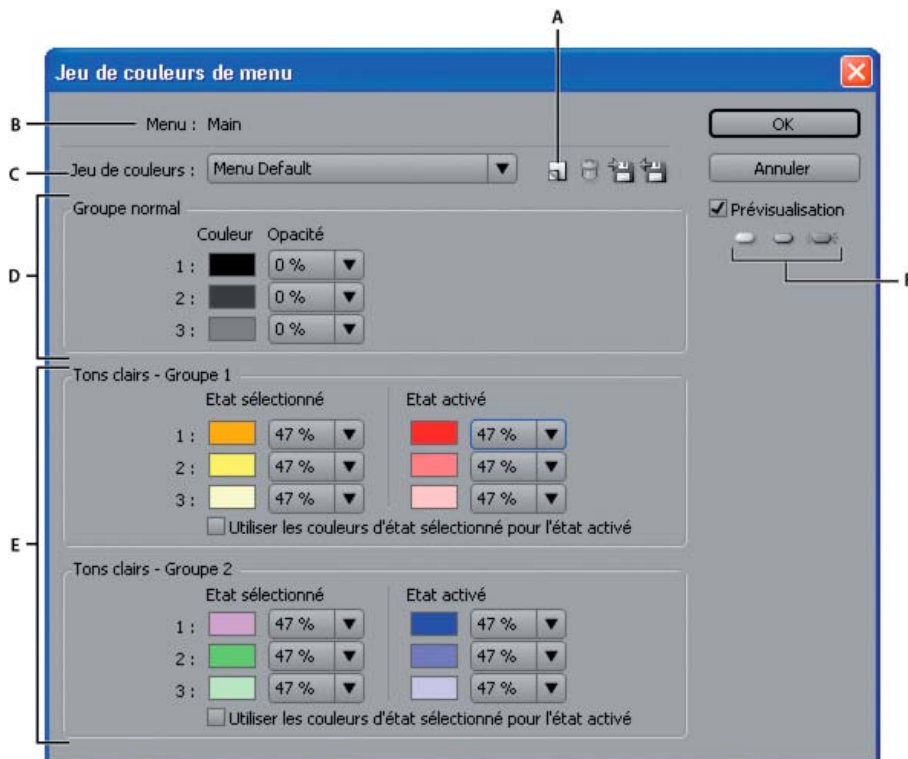 A
Jeu de couleurs de menu
B
Menu : Main
OK
C
Jeu de couleurs : Menu Default
Annuler
Groupe normal
Prévisualisation
Couleur Opacité
D
1 : 0 %
2 : 0 %
3 : 0 %
Tons clairs - Groupe 1
Etat sélectionné Etat activé
1 : 47 % 47 %
2 : 47 % 47 %
3 : 47 % 47 %
Utiliser les couleurs d'état sélectionné pour l'état activé
E
Tons clairs - Groupe 2
Etat sélectionné Etat activé
1 : 47 % 47 %
2 : 47 % 47 %
3 : 47 % 47 %
Utiliser les couleurs d'état sélectionné pour l'état activé